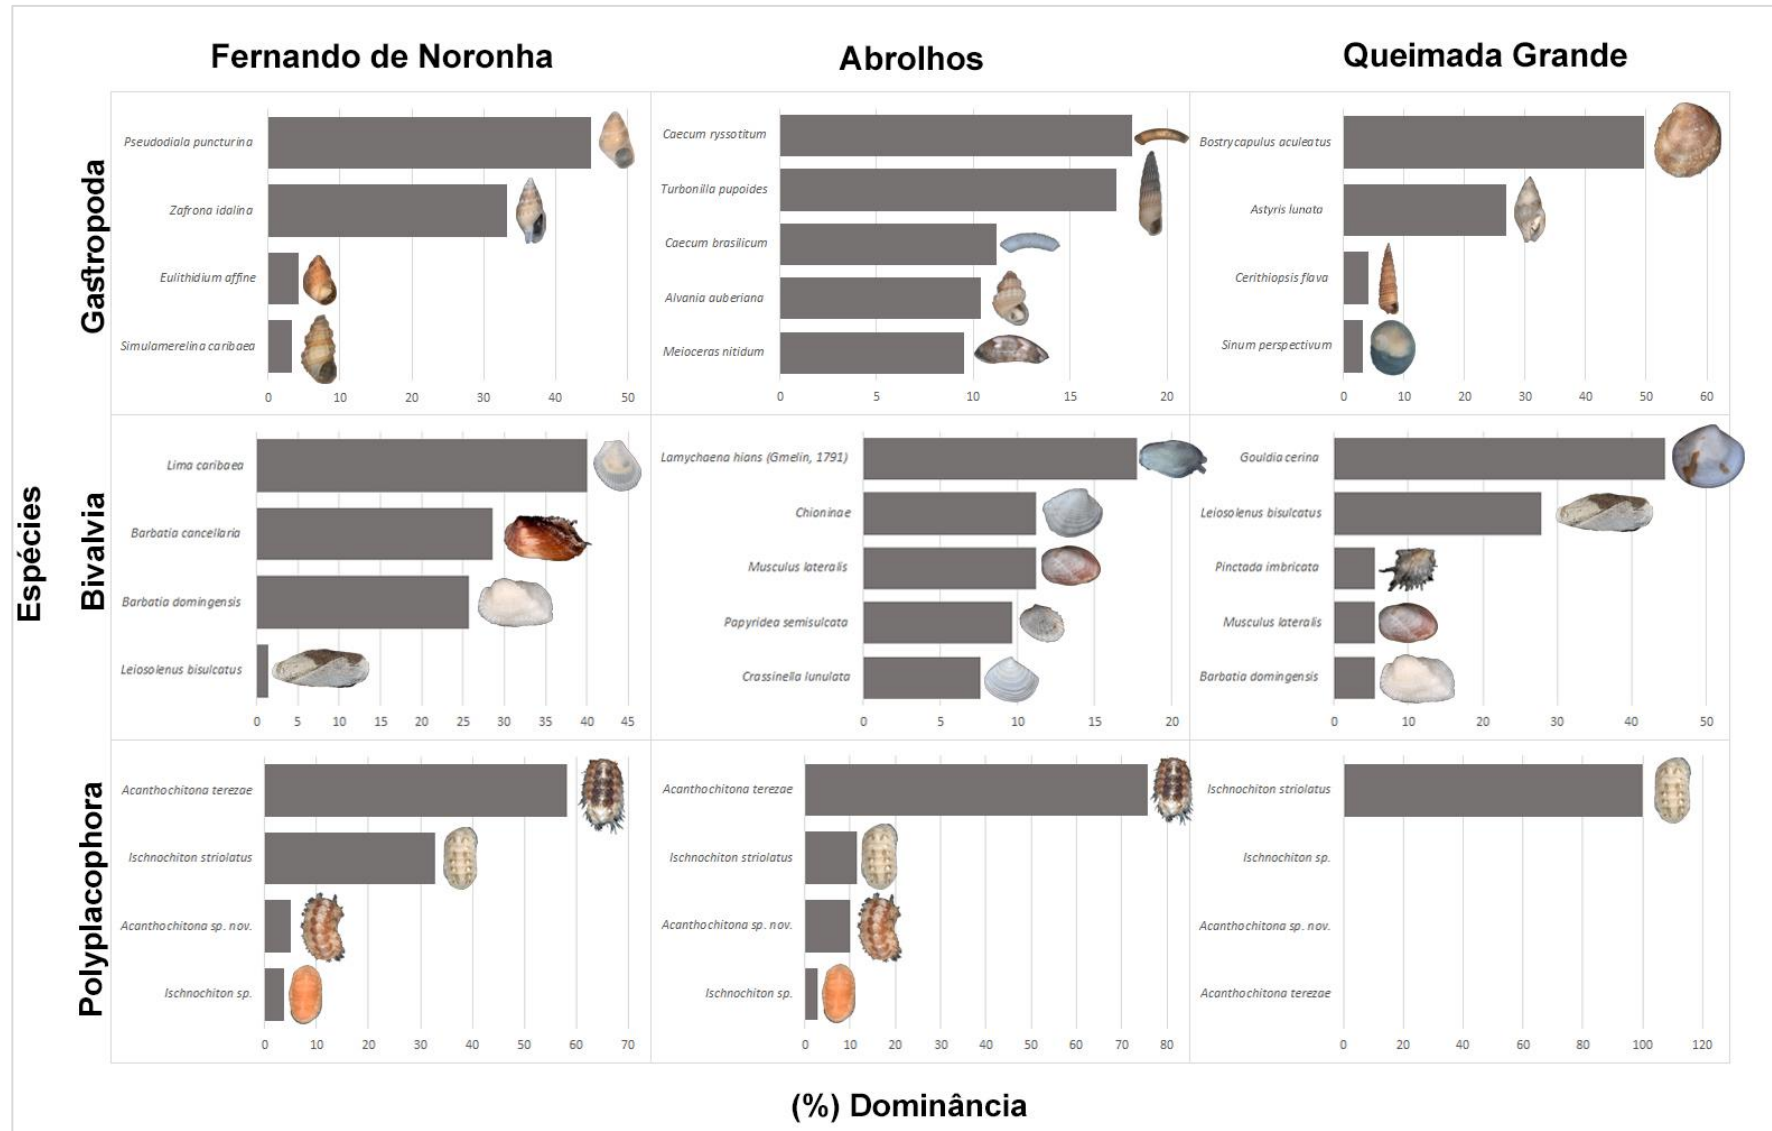 Fernando de Noronha
Abrolhos
Queimada Grande
Espécies
Gastropoda
Pseudodiala puncturina
Zafrona idalina
Eulithidium affine
Simulamerelina caribaea
0 10 20 30 40 50
Caecum ryssotitum
Turbonilla pupoides
Caecum brasilicum
Alvania auberiana
Meioceras nitidum
0 5 10 15 20
Bostrycapulus aculeatus
Astyris lunata
Cerithiopsis flava
Sinum perspectivum
0 10 20 30 40 50 60
Bivalvia
Lima caribaea
Barbatia cancellaria
Barbatia domingensis
Leiosolenus bisulcatus
0 5 10 15 20 25 30 35 40 45
Lamychaena hians (Gmelin, 1791)
Chioninae
Musculus lateralis
Papyridea semisulcata
Crassinella lunulata
0 5 10 15 20
Gouldia cerina
Leiosolenus bisulcatus
Pinctada imbricata
Musculus lateralis
Barbatia domingensis
0 10 20 30 40 50
Polyplacophora
Acanthochitona terezae
Ischnochiton striolatus
Acanthochitona sp. nov.
Ischnochiton sp.
0 10 20 30 40 50 60 70
Acanthochitona terezae
Ischnochiton striolatus
Acanthochitona sp. nov.
Ischnochiton sp.
0 10 20 30 40 50 60 70 80
Ischnochiton striolatus
Ischnochiton sp.
Acanthochitona sp. nov.
Acanthochitona terezae
0 20 40 60 80 100 120
(%) Dominância